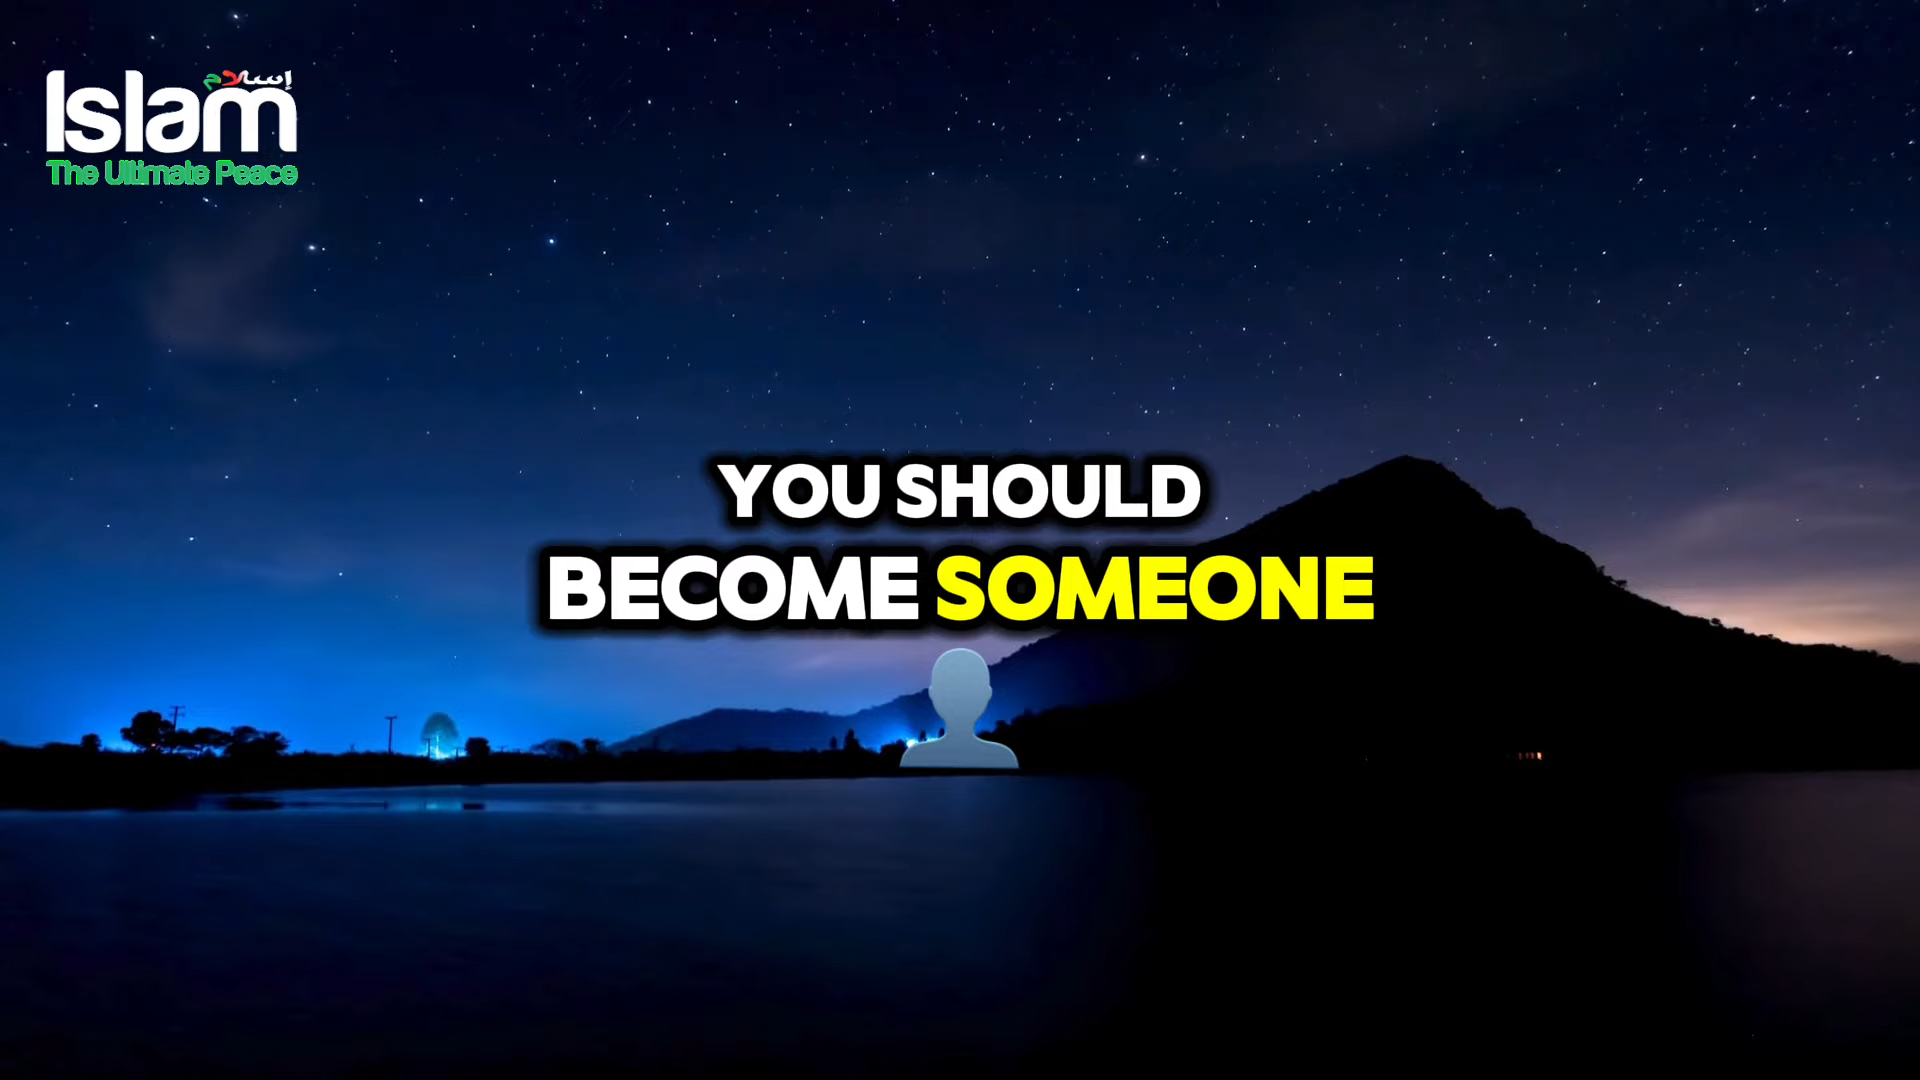 إسلام
Islam
The Ultimate Peace
YOU SHOULD
BECOME SOMEONE